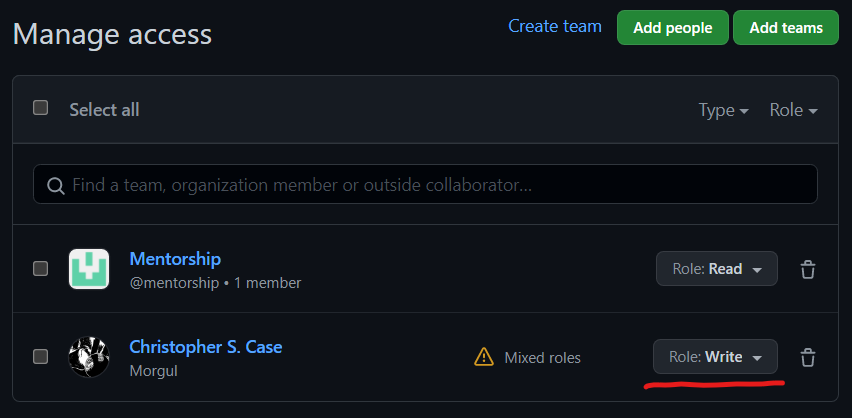 Manage access
Create team
Add people
Add teams
Select all
Type
Role
Find a team, organization member or outside collaborator...
Mentorship
@mentorship • 1 member
Role: Read
Christopher S. Case
Morgul
Mixed roles
Role: Write